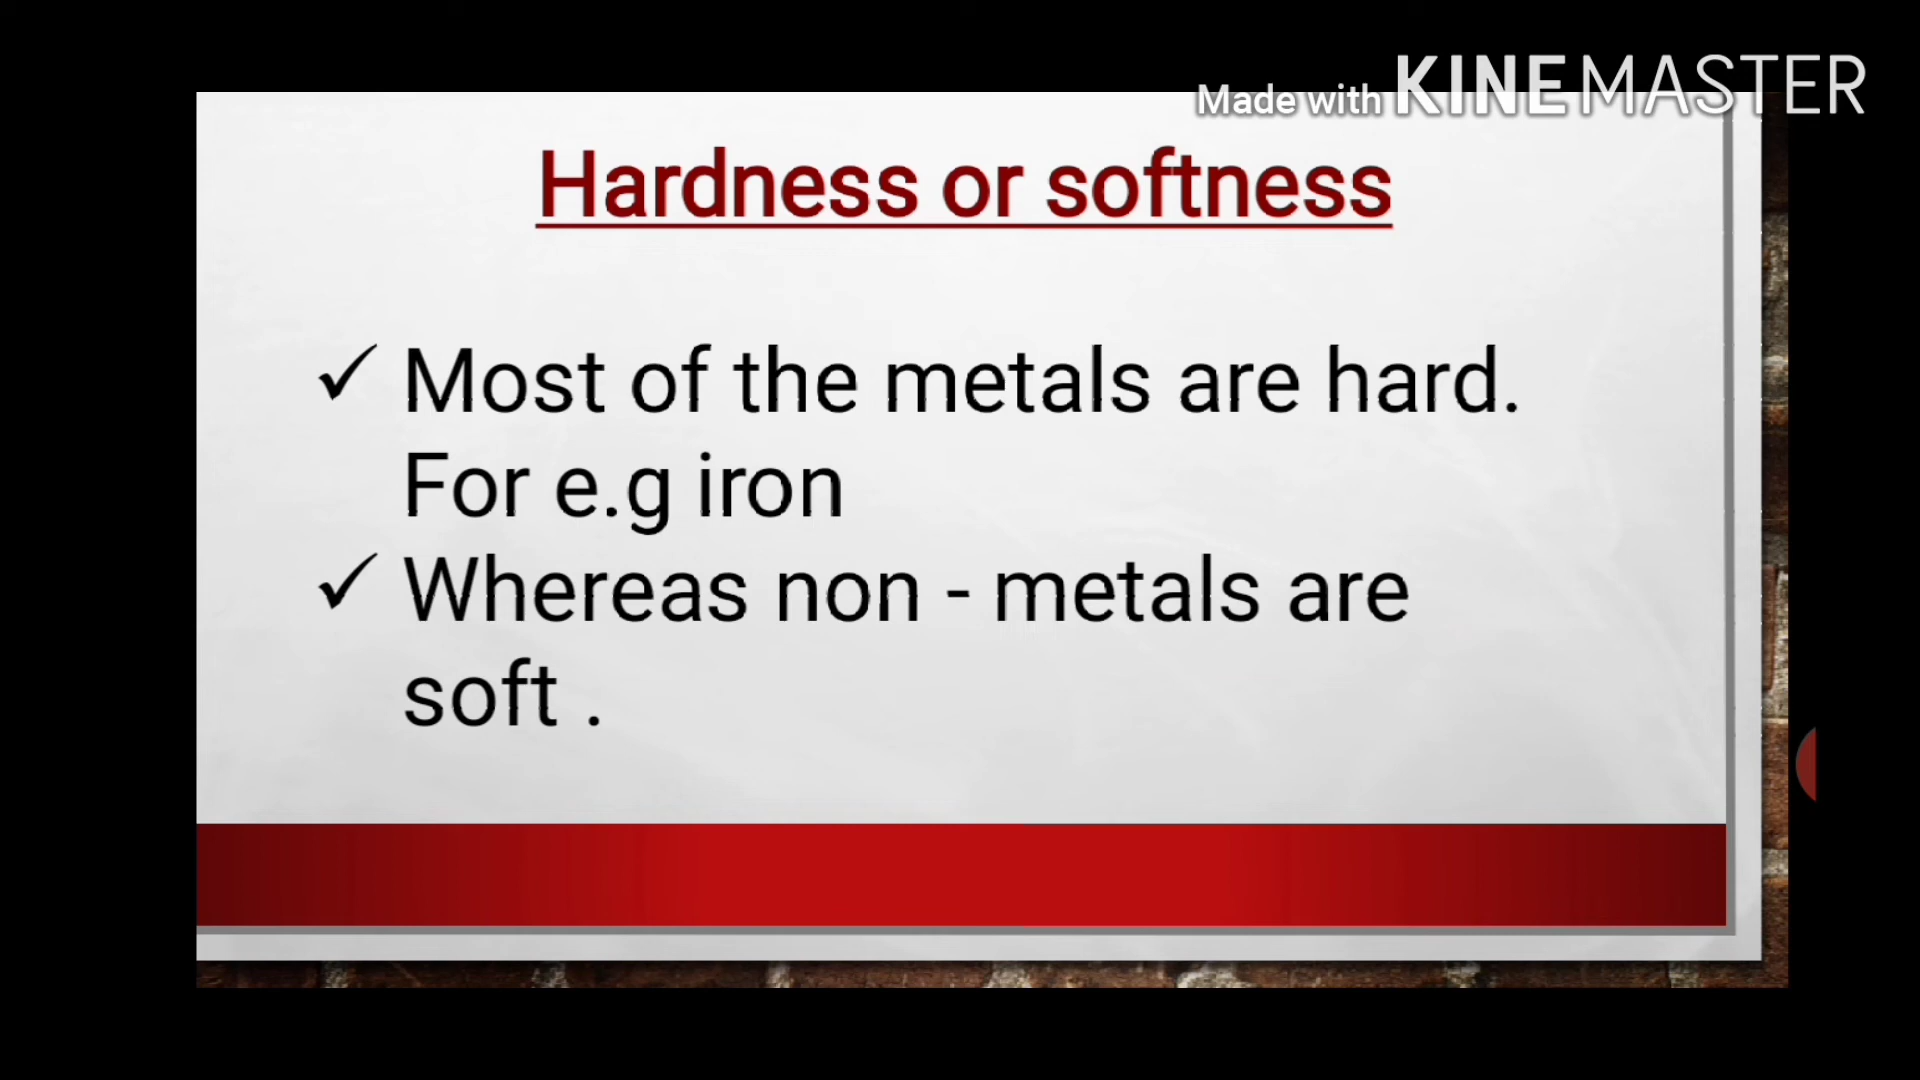 Made with KINEMASTER
Hardness or softness
✓ Most of the metals are hard.
For e.g iron
✓ Whereas non - metals are
soft .